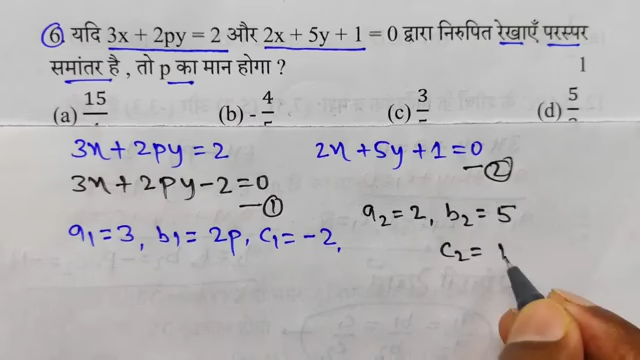 6. यदि 3x + 2py = 2 और 2x + 5y + 1 = 0 द्वारा निरुपित रेखाएँ परस्पर
समांतर है , तो p का मान होगा ? 1
(a) 15 (b) - 4 (c) 3 (d) 5
3x + 2py = 2 2x + 5y + 1 = 0
3x + 2py - 2 = 0 — ① — ②
a₁ = 3, b₁ = 2p, c₁ = -2, a₂ = 2, b₂ = 5
c₂ = 1